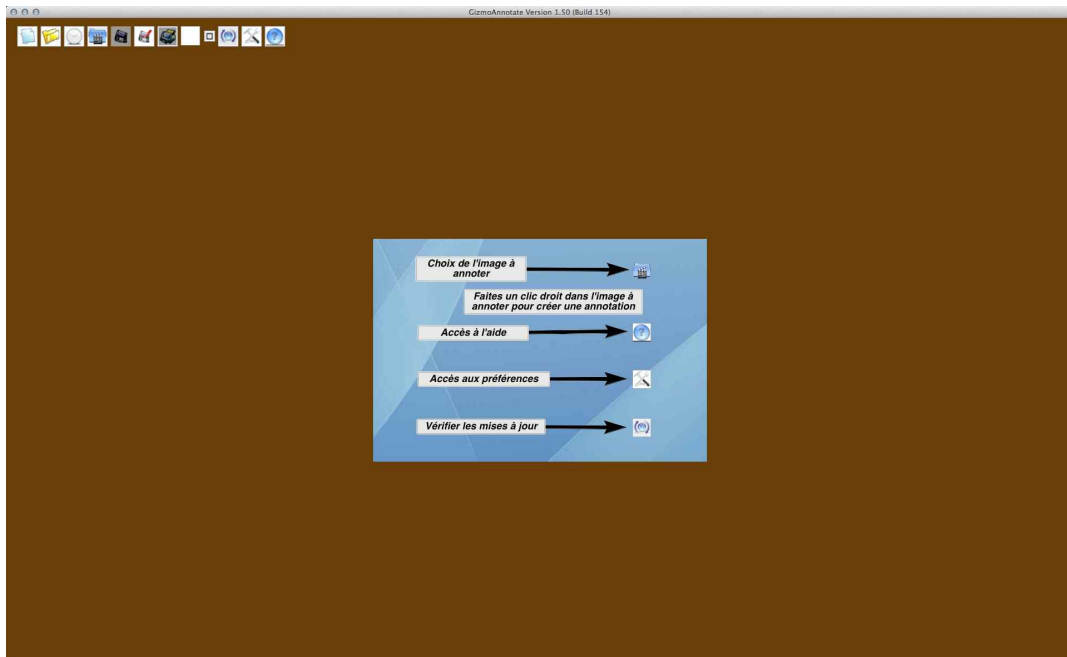 GizmoAnnotate Version 1.50 (Build 154)
Choix de l'image à
annoter
Faites un clic droit dans l'image à
annoter pour créer une annotation
Accès à l'aide
Accès aux préférences
Vérifier les mises à jour